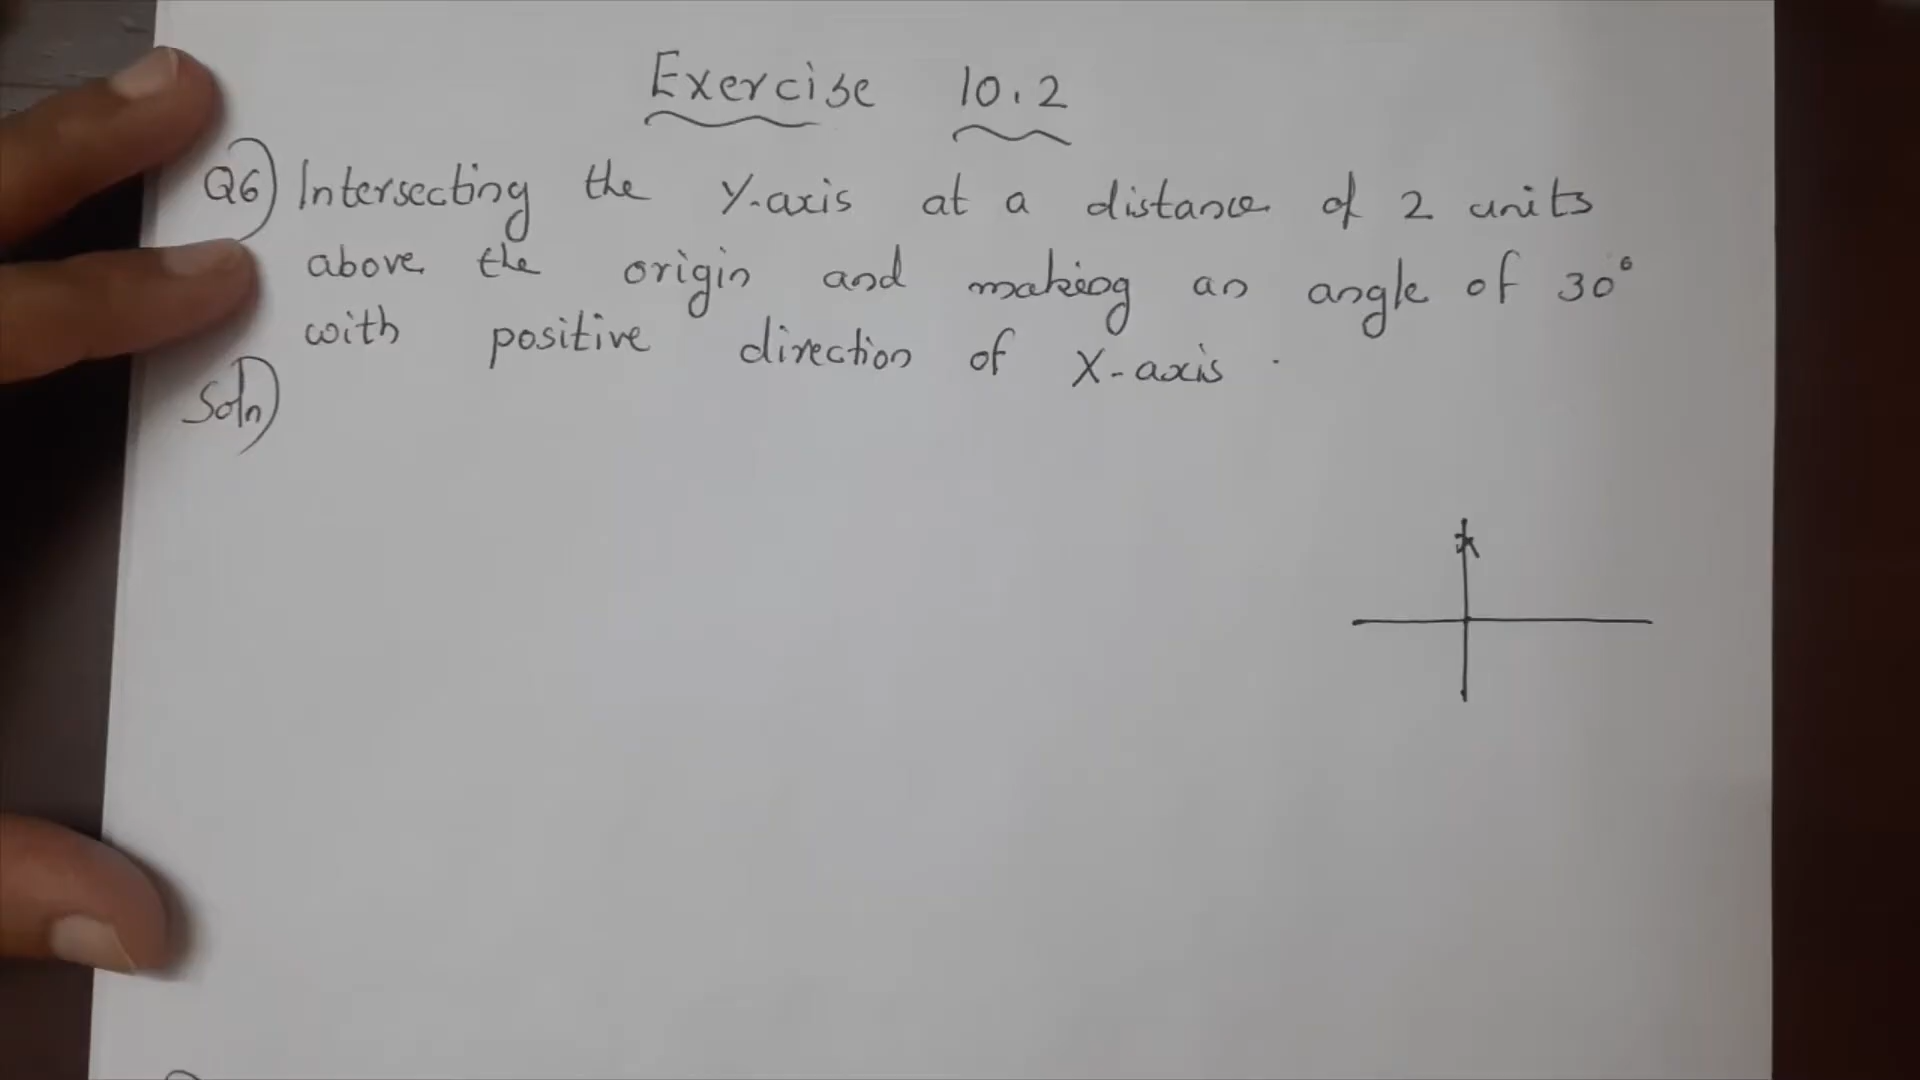 Exercise 10.2
Q6) Intersecting the Y-axis at a distance of 2 units
above the origin and making an angle of 30°
with positive direction of X-axis.
Soln)